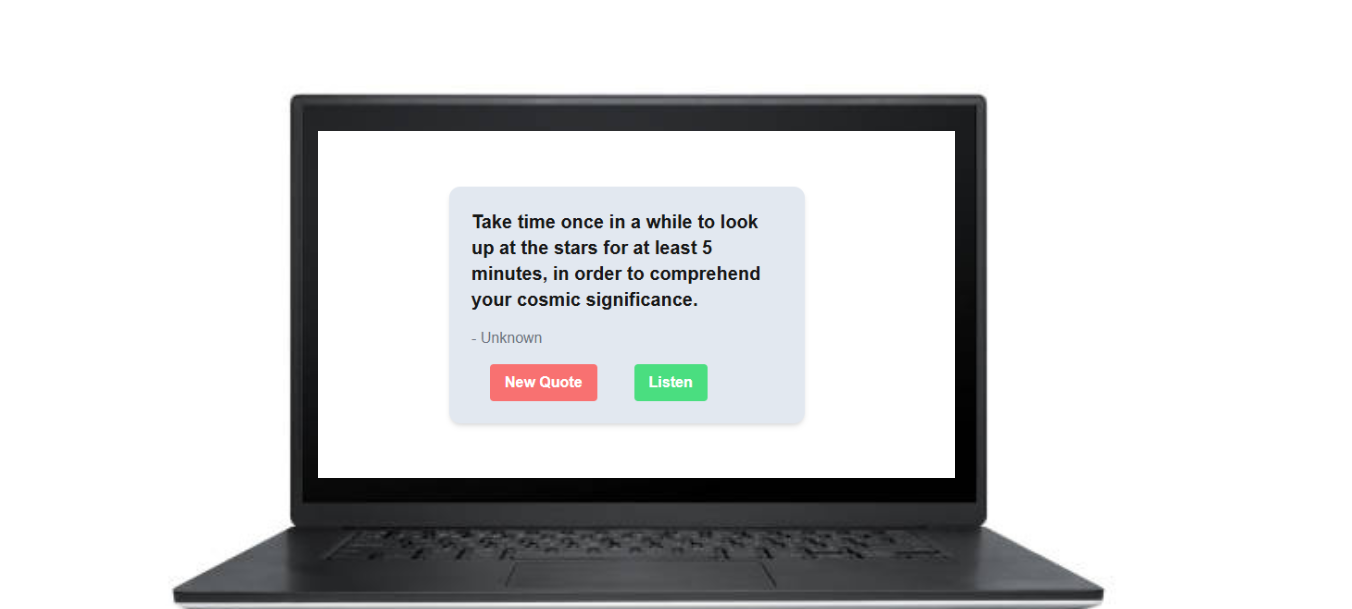 Take time once in a while to look
up at the stars for at least 5
minutes, in order to comprehend
your cosmic significance.
- Unknown
New Quote
Listen